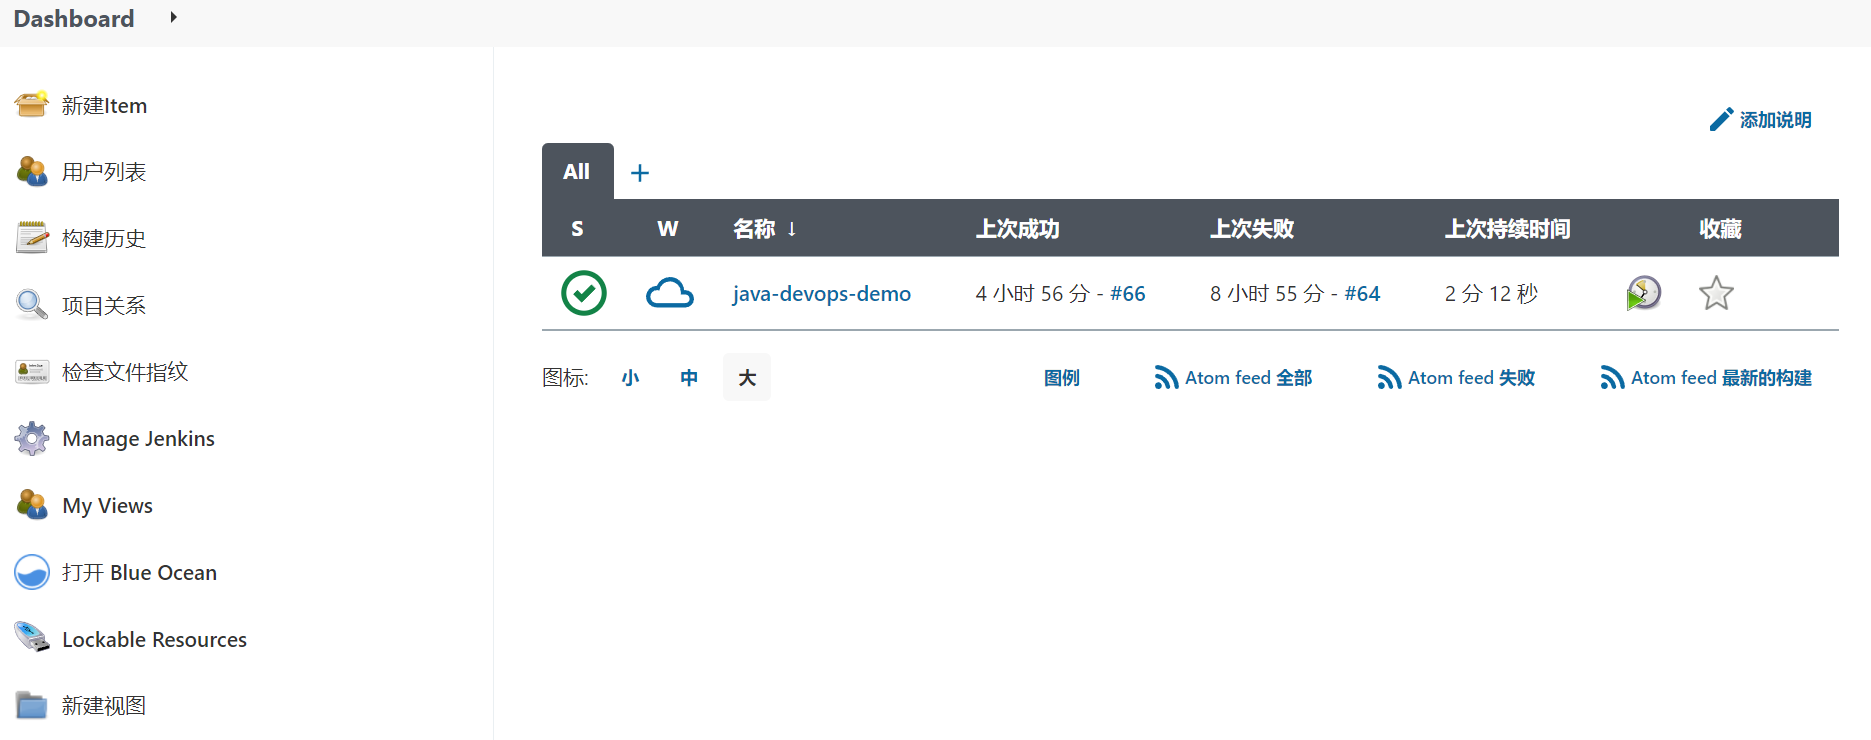 Dashboard
新建Item
用户列表
构建历史
项目关系
检查文件指纹
Manage Jenkins
My Views
打开 Blue Ocean
Lockable Resources
新建视图
添加说明
All +
S W 名称 ↓ 上次成功 上次失败 上次持续时间 收藏
java-devops-demo 4 小时 56 分 - #66 8 小时 55 分 - #64 2 分 12 秒
图标: 小 中 大 图例 Atom feed 全部 Atom feed 失败 Atom feed 最新的构建